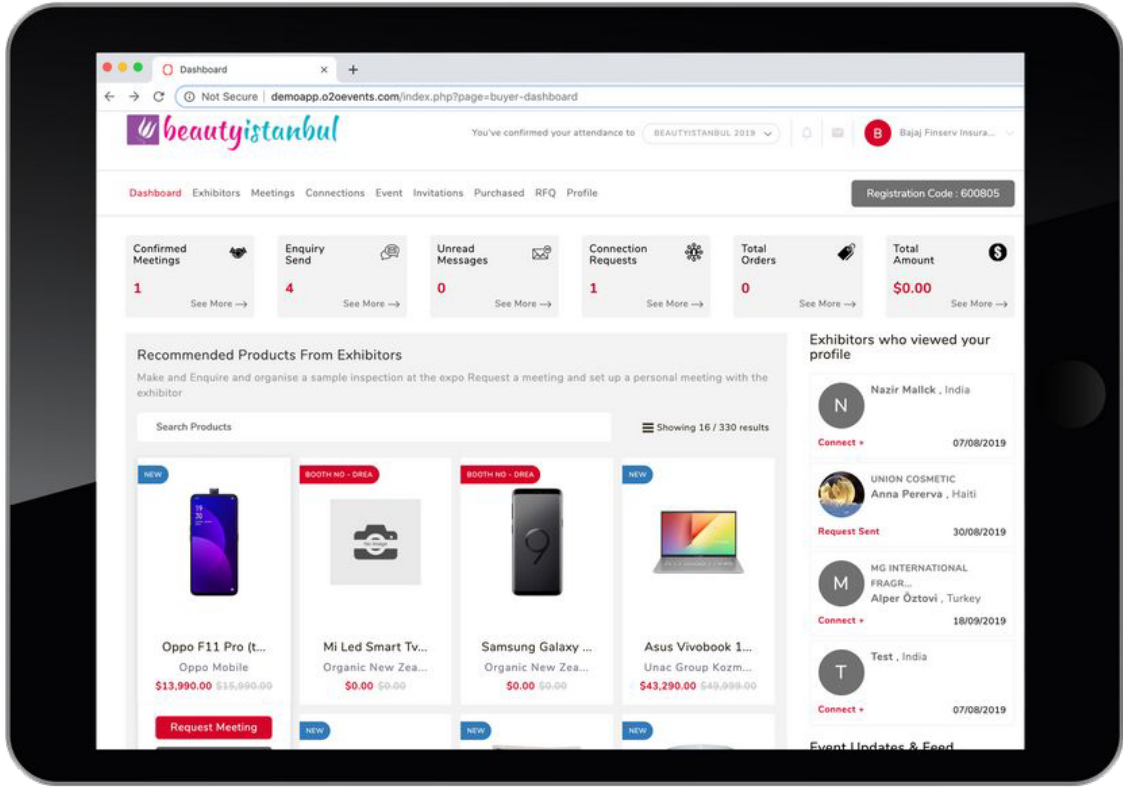 Dashboard
Not Secure | demoapp.o2oevents.com/index.php?page=buyer-dashboard
beautyistanbul
You've confirmed your attendance to
BEAUTYISTANBUL 2019
B
Bajaj Finserv Insura...
Dashboard Exhibitors Meetings Connections Event Invitations Purchased RFQ Profile
Registration Code : 600805
Confirmed
Meetings
1
See More
Enquiry
Send
4
See More
Unread
Messages
0
See More
Connection
Requests
1
See More
Total
Orders
0
See More
Total
Amount
$0.00
See More
Recommended Products From Exhibitors
Make and Enquire and organise a sample inspection at the expo Request a meeting and set up a personal meeting with the
exhibitor
Search Products
Showing 16 / 330 results
NEW
19
30
Oppo F11 Pro (t...
Oppo Mobile
$13,990.00 $15,990.00
Request Meeting
BOOTH NO - DREA
No Image
Mi Led Smart Tv...
Organic New Zea...
$0.00 $0.00
BOOTH NO - DREA
9
Samsung Galaxy ...
Organic New Zea...
$0.00 $0.00
NEW
Asus Vivobook 1...
Unac Group Kozm...
$43,290.00 $49,999.00
NEW
NEW
NEW
Exhibitors who viewed your
profile
N
Nazir Mallck , India
Connect +
07/08/2019
UNION COSMETIC
Anna Pererva , Haiti
Request Sent
30/08/2019
M
MG INTERNATIONAL
FRAGR...
Alper Öztovi , Turkey
Connect +
18/09/2019
T
Test , India
Connect +
07/08/2019
Event Updates & Feed